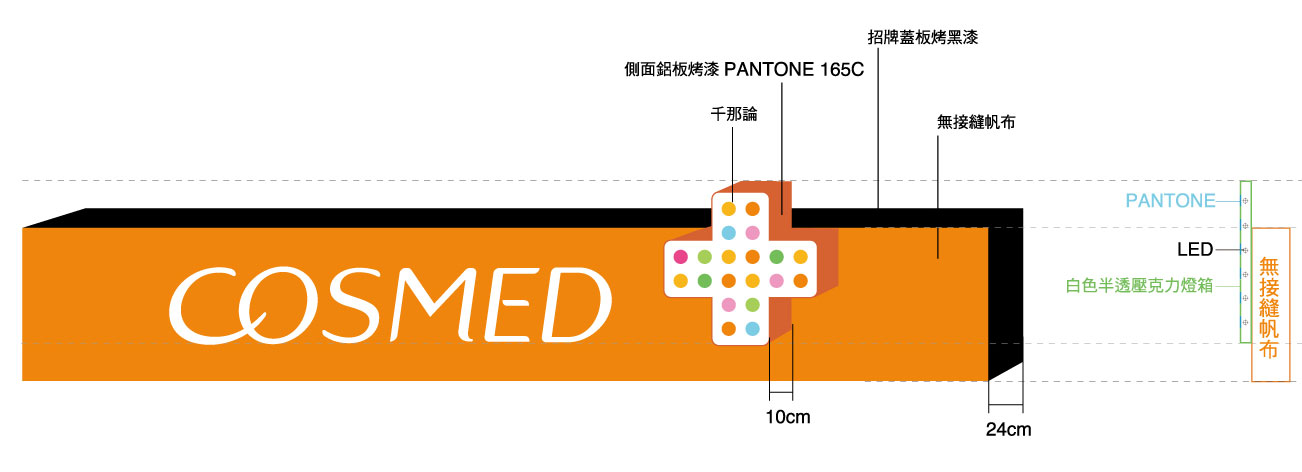 招牌蓋板烤黑漆
側面鋁板烤漆 PANTONE 165C
千那論
無接縫帆布
PANTONE
LED
白色半透壓克力燈箱
無接縫帆布
COSMED
10cm
24cm